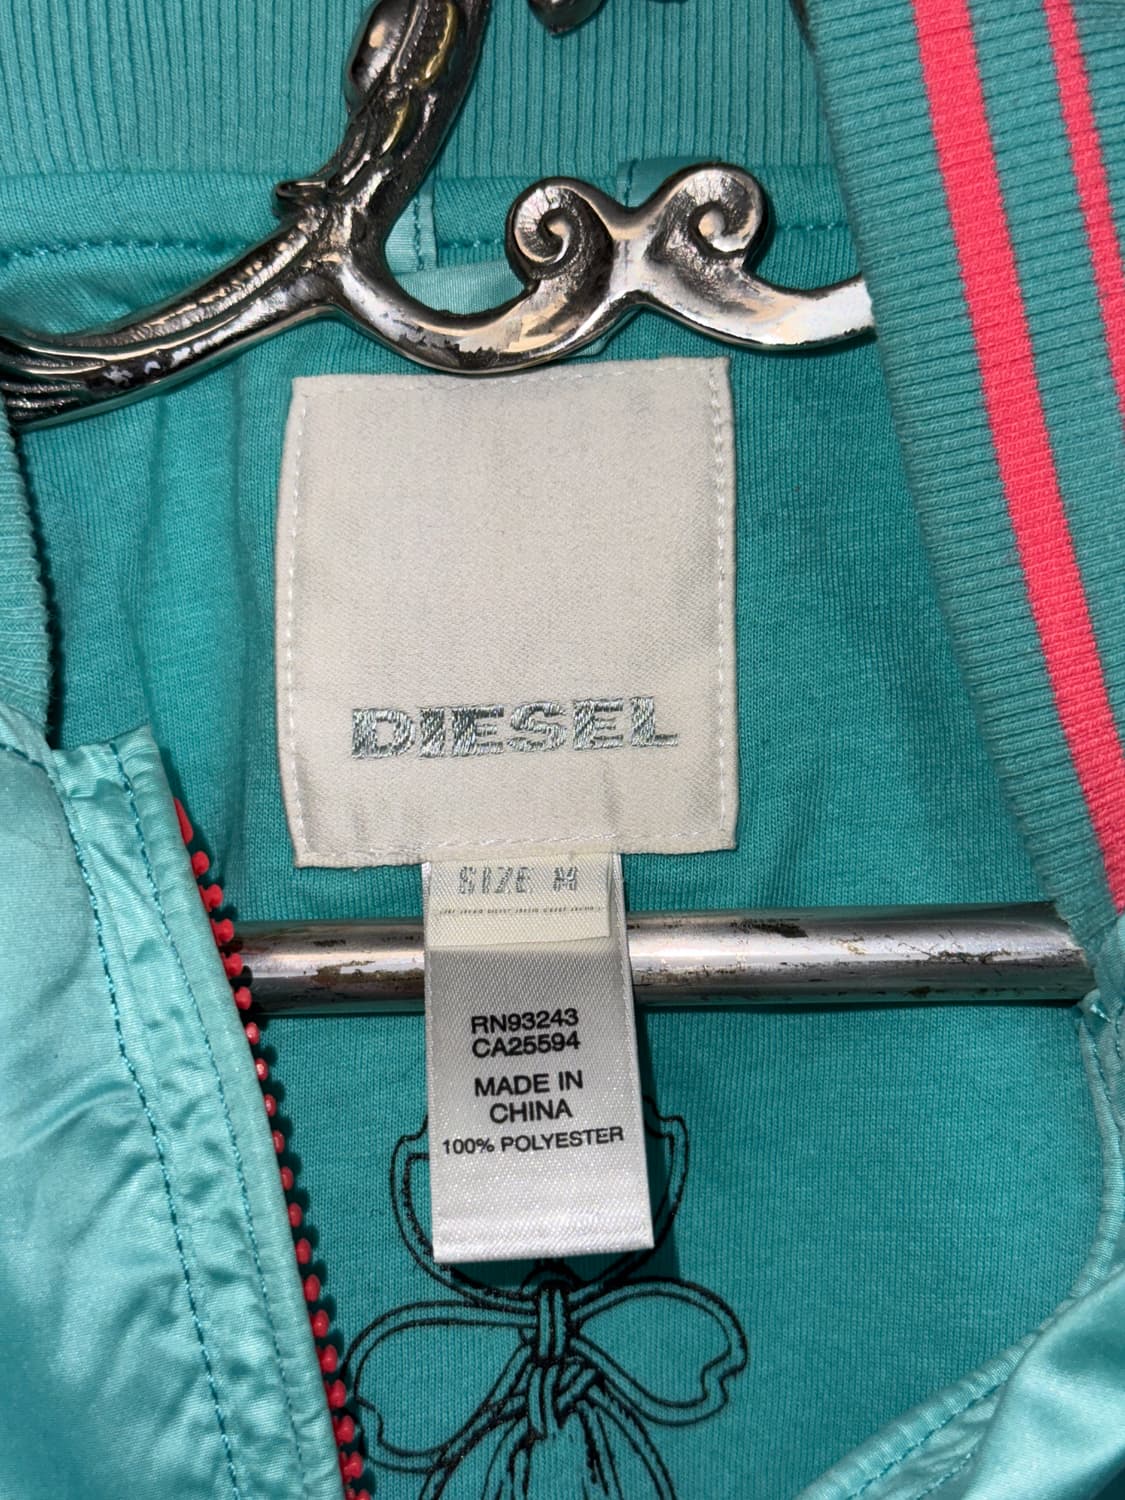 DIESEL
SIZE M
RN93243
CA25594
MADE IN
CHINA
100% POLYESTER